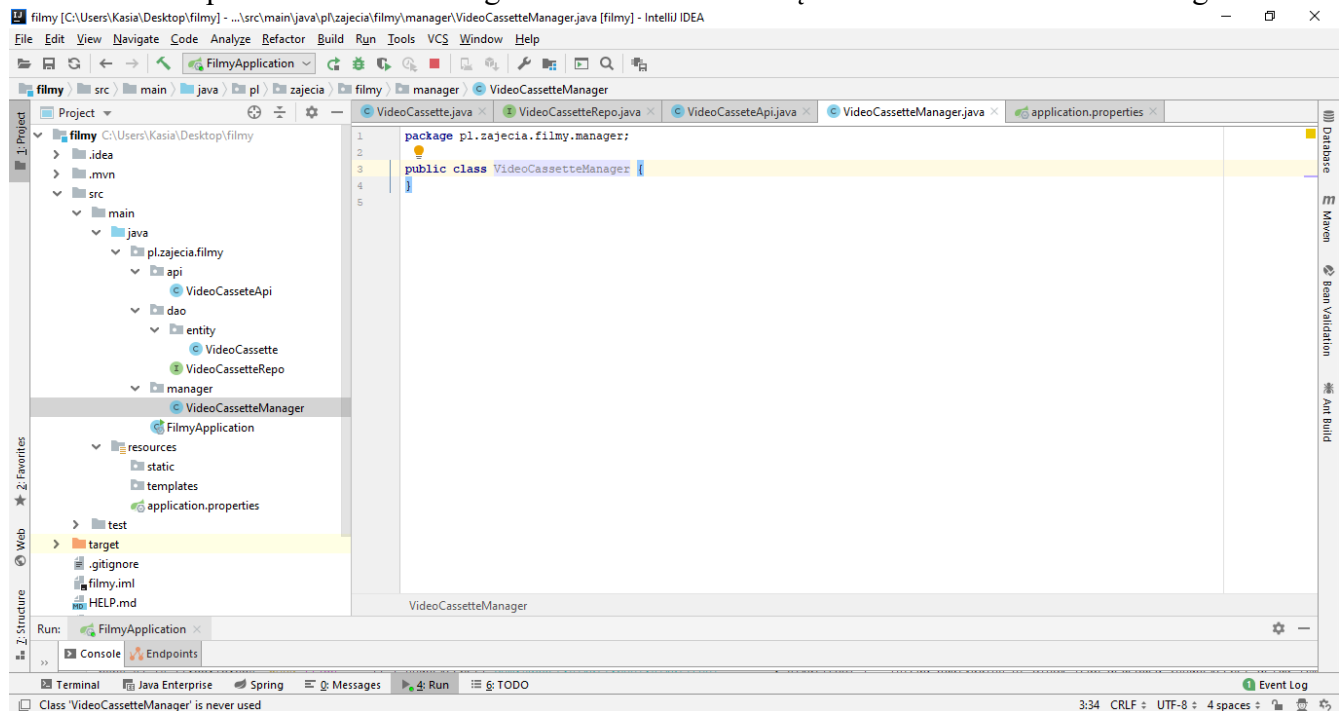 filmy [C:\Users\Kasia\Desktop\filmy] - ...\src\main\java\pl\zajecia\filmy\manager\VideoCassetteManager.java [filmy] - IntelliJ IDEA
File Edit View Navigate Code Analyze Refactor Build Run Tools VCS Window Help
FilmyApplication
filmy src main java pl zajecia filmy manager VideoCassetteManager
Project
VideoCassette.java VideoCassetteRepo.java VideoCasseteApi.java VideoCassetteManager.java application.properties
1: Project
filmy C:\Users\Kasia\Desktop\filmy
.idea
.mvn
src
main
java
pl.zajecia.filmy
api
VideoCasseteApi
dao
entity
VideoCassette
VideoCassetteRepo
manager
VideoCassetteManager
FilmyApplication
resources
static
templates
application.properties
test
target
.gitignore
filmy.iml
HELP.md
1 package pl.zajecia.filmy.manager;
2
3 public class VideoCassetteManager {
4 }
5
VideoCassetteManager
Database
Maven
Bean Validation
Ant Build
2: Favorites
Web
7: Structure
Run: FilmyApplication
Console Endpoints
Terminal Java Enterprise Spring 0: Messages 4: Run 6: TODO 1 Event Log
Class 'VideoCassetteManager' is never used 3:34 CRLF UTF-8 4 spaces